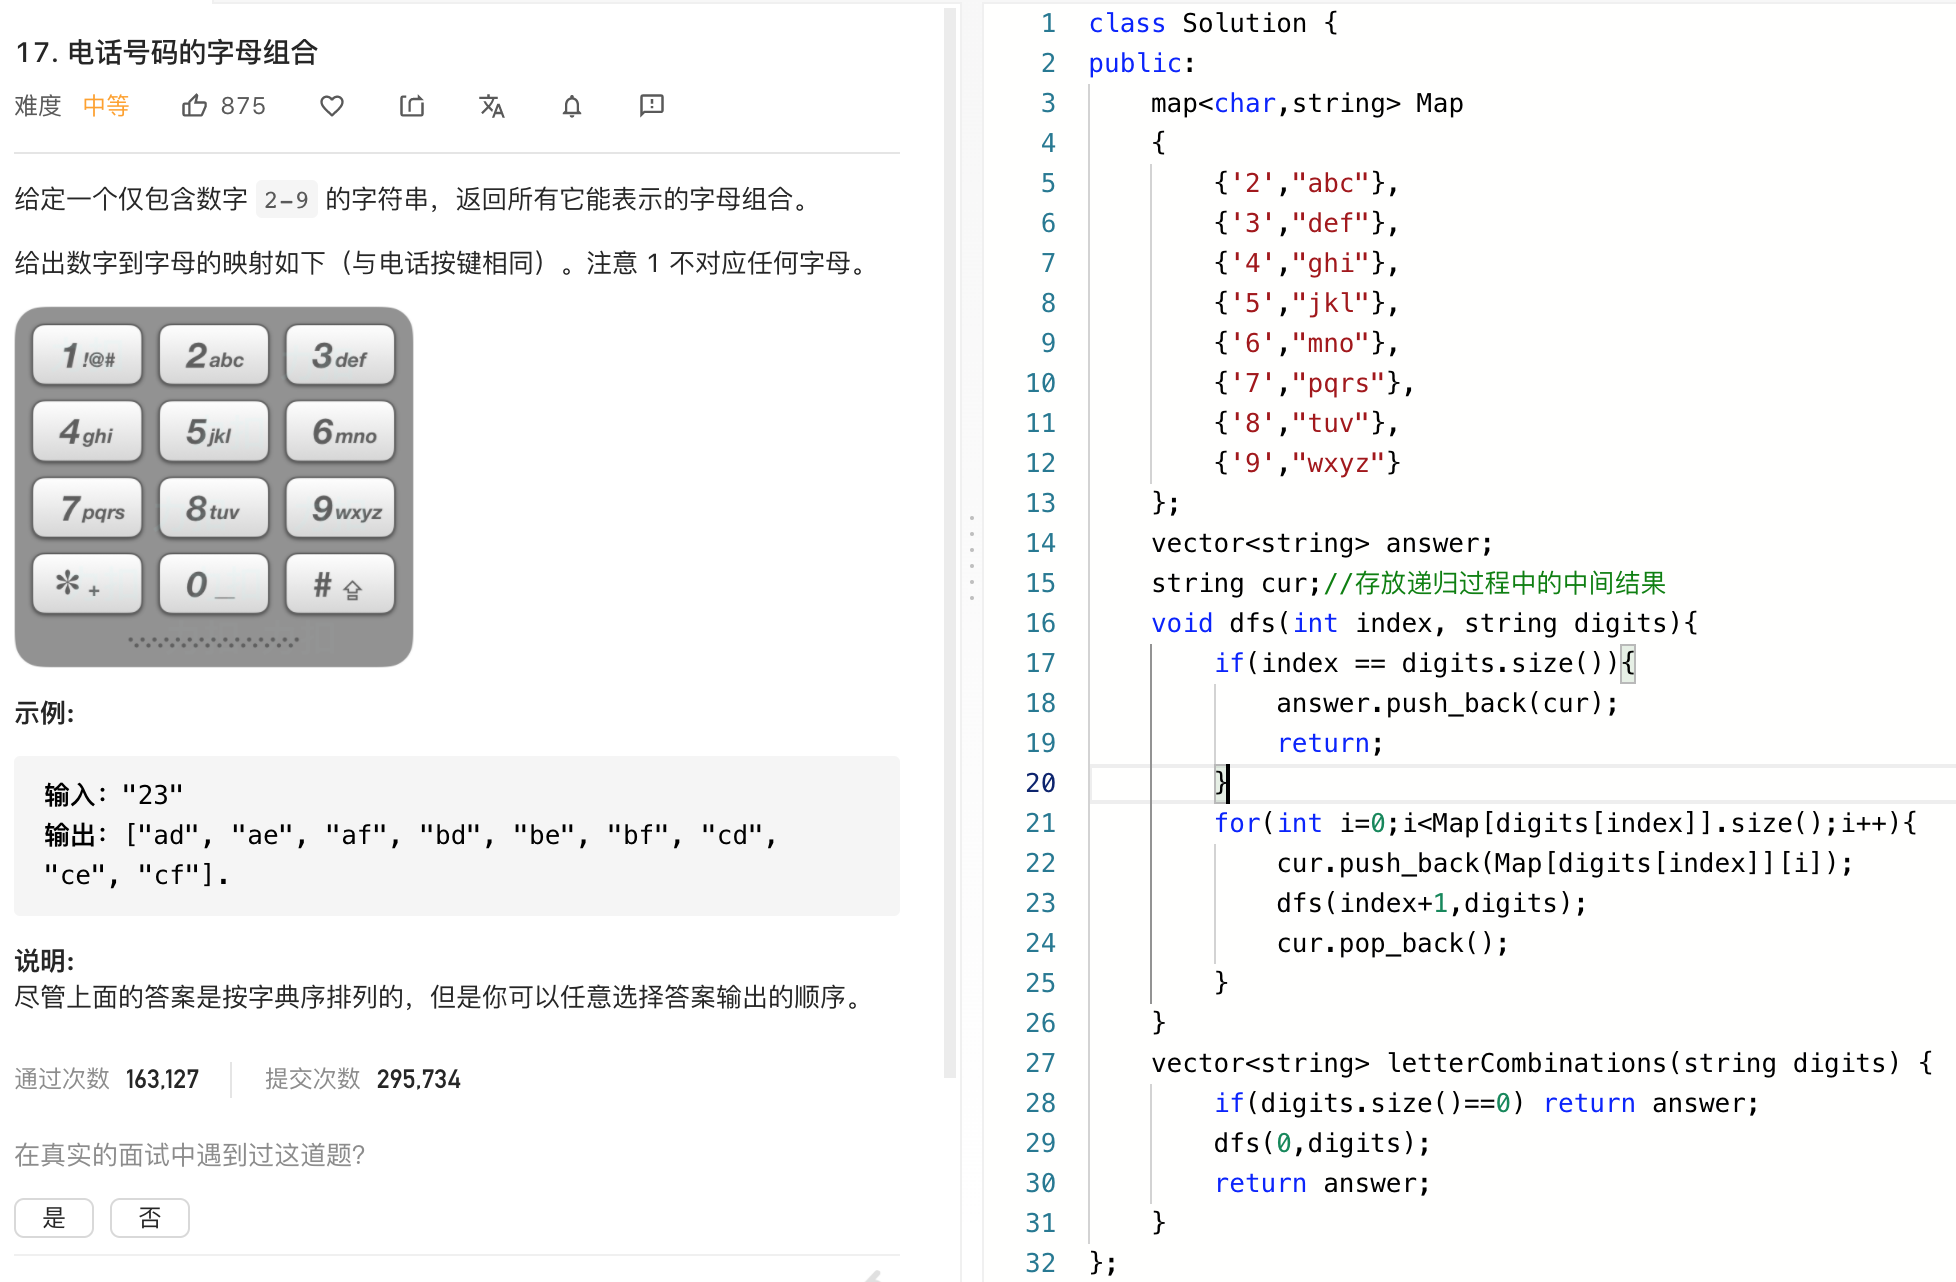 17. 电话号码的字母组合
难度 中等 875
给定一个仅包含数字 2-9 的字符串，返回所有它能表示的字母组合。
给出数字到字母的映射如下（与电话按键相同）。注意 1 不对应任何字母。
1 !@# 2 abc 3 def
4 ghi 5 jkl 6 mno
7 pqrs 8 tuv 9 wxyz
* + 0 _ #
示例:
输入："23"
输出：["ad", "ae", "af", "bd", "be", "bf", "cd",
"ce", "cf"].
说明:
尽管上面的答案是按字典序排列的，但是你可以任意选择答案输出的顺序。
通过次数 163,127 提交次数 295,734
在真实的面试中遇到过这道题?
是 否
1 class Solution {
2 public:
3     map<char,string> Map
4     {
5         {'2',"abc"},
6         {'3',"def"},
7         {'4',"ghi"},
8         {'5',"jkl"},
9         {'6',"mno"},
10         {'7',"pqrs"},
11         {'8',"tuv"},
12         {'9',"wxyz"}
13     };
14     vector<string> answer;
15     string cur;//存放递归过程中的中间结果
16     void dfs(int index, string digits){
17         if(index == digits.size()){
18             answer.push_back(cur);
19             return;
20         }
21         for(int i=0;i<Map[digits[index]].size();i++){
22             cur.push_back(Map[digits[index]][i]);
23             dfs(index+1,digits);
24             cur.pop_back();
25         }
26     }
27     vector<string> letterCombinations(string digits) {
28         if(digits.size()==0) return answer;
29         dfs(0,digits);
30         return answer;
31     }
32 };